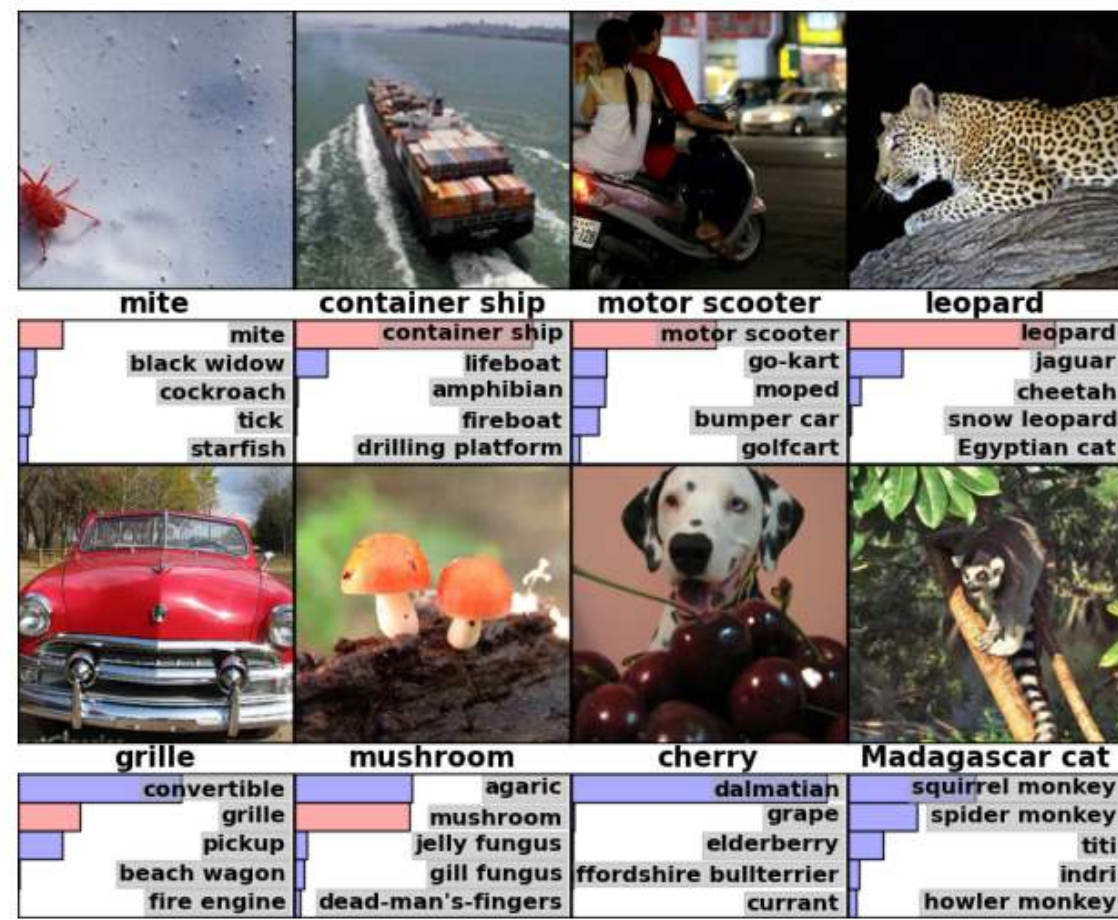 mite
container ship
motor scooter
leopard
mite
black widow
cockroach
tick
starfish
container ship
lifeboat
amphibian
fireboat
drilling platform
motor scooter
go-kart
moped
bumper car
golfcart
leopard
jaguar
cheetah
snow leopard
Egyptian cat
grille
mushroom
cherry
Madagascar cat
convertible
grille
pickup
beach wagon
fire engine
agaric
mushroom
jelly fungus
gill fungus
dead-man's-fingers
dalmatian
grape
elderberry
ffordshire bullterrier
currant
squirrel monkey
spider monkey
titi
indri
howler monkey